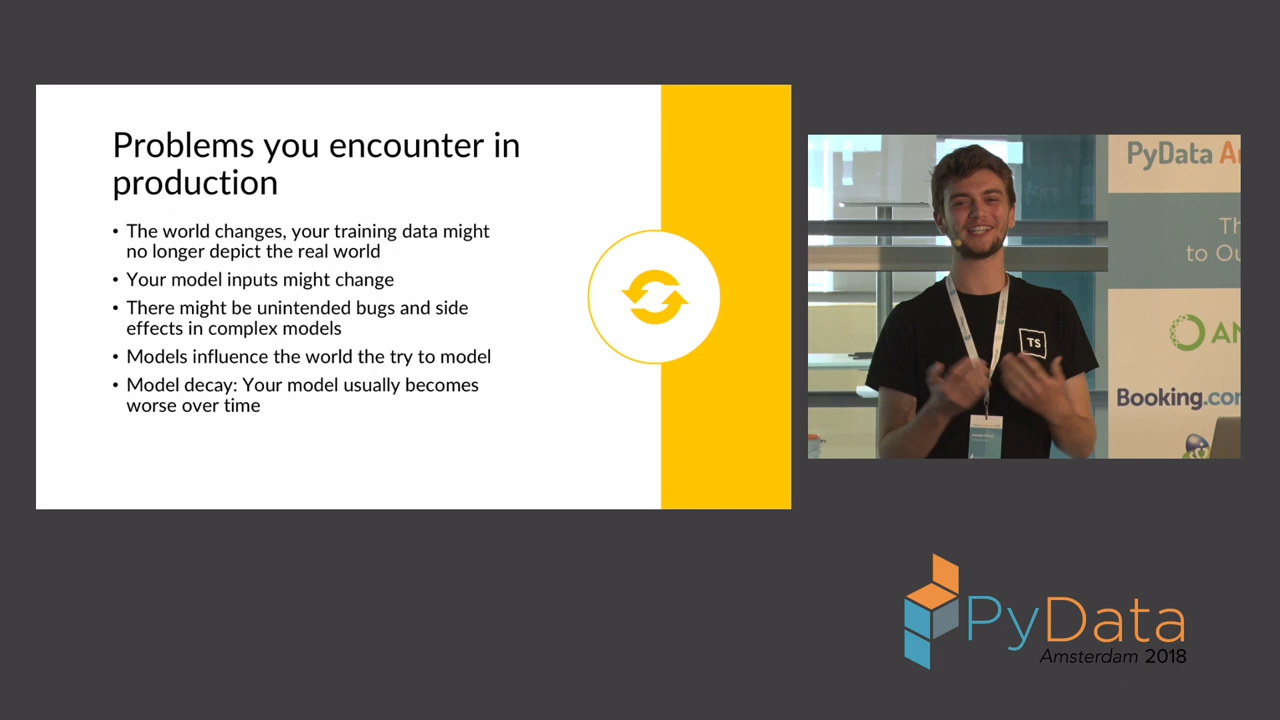 Problems you encounter in
production
• The world changes, your training data might
no longer depict the real world
• Your model inputs might change
• There might be unintended bugs and side
effects in complex models
• Models influence the world the try to model
• Model decay: Your model usually becomes
worse over time
PyData
to
TS
Booking.co
PyData
Amsterdam 2018